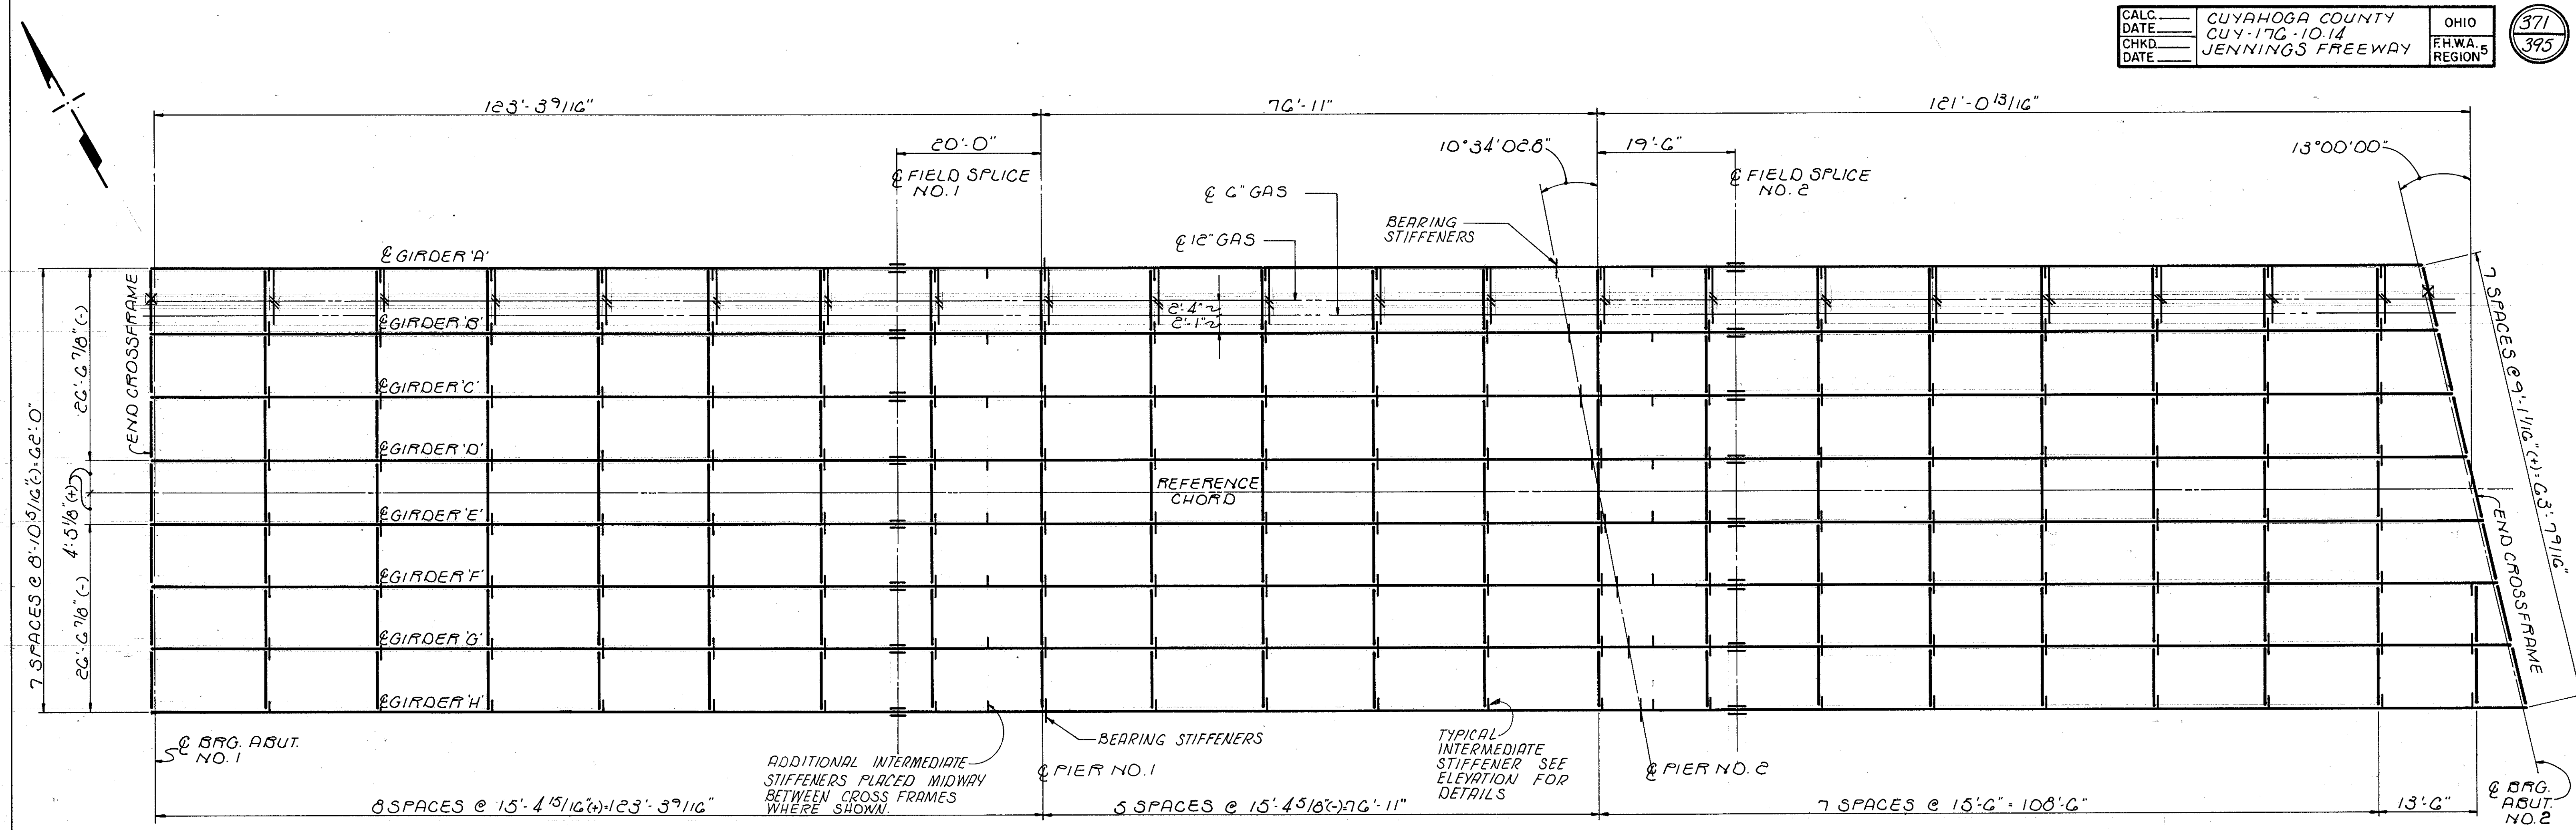 CALC.
DATE
CHKD.
DATE
CUYAHOGA COUNTY
CUY-176-10.14
JENNINGS FREEWAY
OHIO
F.H.W.A. 5
REGION
371
395
123'-3 9/16"
76'-11"
121'-0 13/16"
20'-0"
10°34'02.8"
19'-6"
13°00'00"
℄ FIELD SPLICE
NO. 1
℄ FIELD SPLICE
NO. 2
℄ 6" GAS
℄ 12" GAS
BEARING
STIFFENERS
℄ GIRDER 'A'
END CROSSFRAME
2'-4"±
2'-1"±
℄ GIRDER 'B'
℄ GIRDER 'C'
℄ GIRDER 'D'
REFERENCE
CHORD
℄ GIRDER 'E'
℄ GIRDER 'F'
℄ GIRDER 'G'
℄ GIRDER 'H'
7 SPACES @ 8'-10 5/16"(-)=62'-0"
26'-6 7/8"(-)
4'-5 1/8"(+)
26'-6 7/8"(-)
7 SPACES @ 9'-1 1/16"(+)=63'-7 9/16"
END CROSSFRAME
℄ BRG. ABUT.
NO. 1
ADDITIONAL INTERMEDIATE
STIFFENERS PLACED MIDWAY
BETWEEN CROSS FRAMES
WHERE SHOWN.
BEARING STIFFENERS
℄ PIER NO. 1
TYPICAL
INTERMEDIATE
STIFFENER SEE
ELEVATION FOR
DETAILS
℄ PIER NO. 2
℄ BRG.
ABUT.
NO. 2
8 SPACES @ 15'-4 15/16"(+)=123'-3 9/16"
5 SPACES @ 15'-4 5/8"(-)=76'-11"
7 SPACES @ 15'-6" = 108'-6"
13'-6"